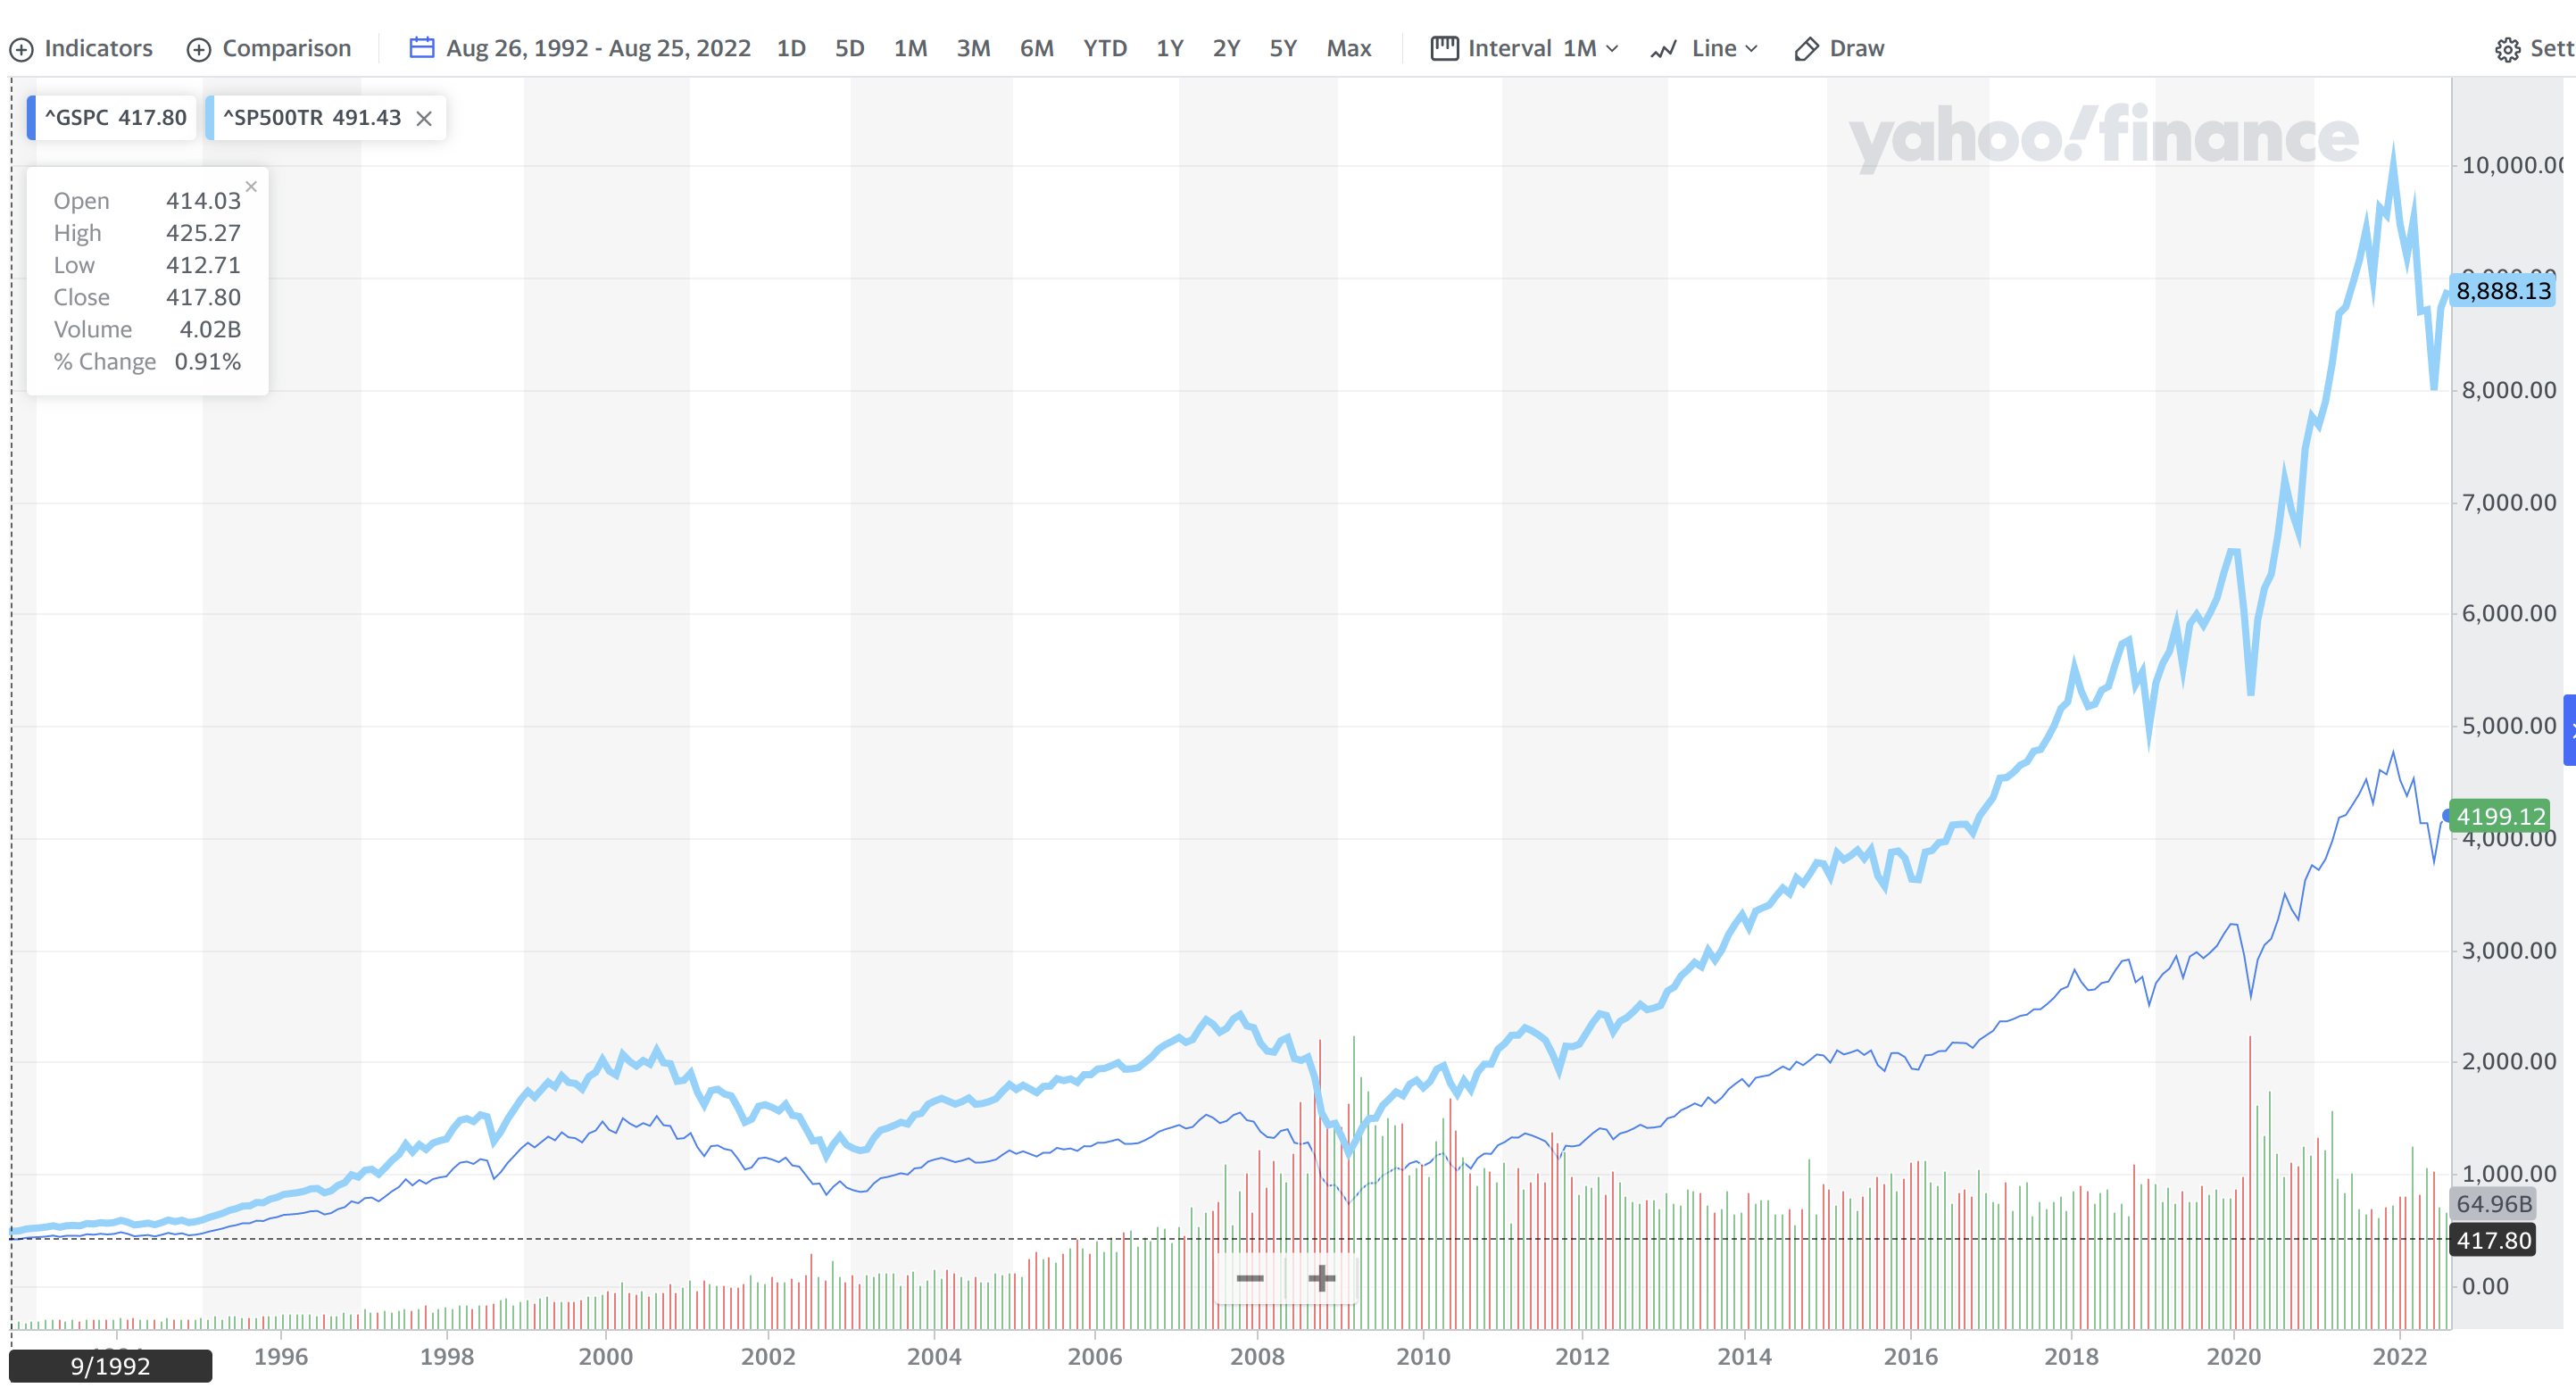 Indicators Comparison Aug 26, 1992 - Aug 25, 2022 1D 5D 1M 3M 6M YTD 1Y 2Y 5Y Max Interval 1M Line Draw Sett
^GSPC 417.80 ^SP500TR 491.43
yahoo!finance
Open 414.03
High 425.27
Low 412.71
Close 417.80
Volume 4.02B
% Change 0.91%
10,000.00
9,000.00
8,888.13
8,000.00
7,000.00
6,000.00
5,000.00
4199.12
4,000.00
3,000.00
2,000.00
1,000.00
64.96B
417.80
0.00
9/1992 1996 1998 2000 2002 2004 2006 2008 2010 2012 2014 2016 2018 2020 2022